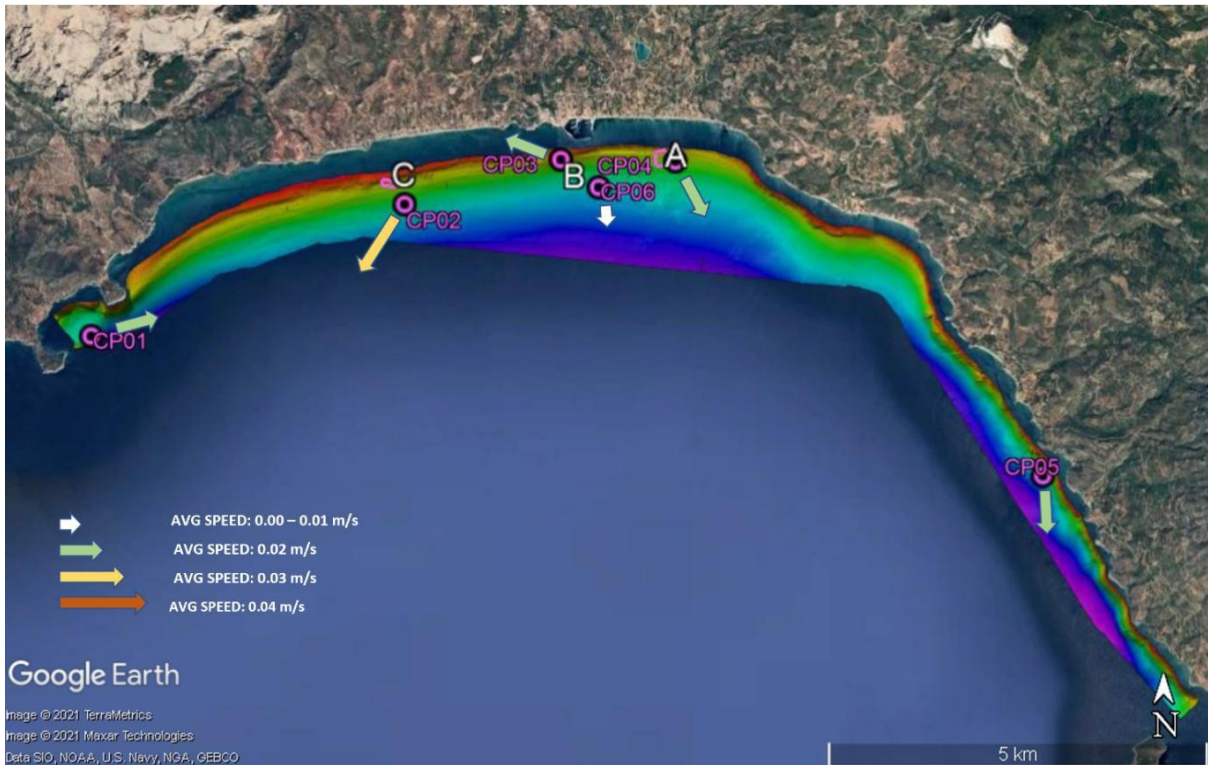 A
C
CP03
CP04
B
CP06
CP02
CP01
CP05
AVG SPEED: 0.00 – 0.01 m/s
AVG SPEED: 0.02 m/s
AVG SPEED: 0.03 m/s
AVG SPEED: 0.04 m/s
Google Earth
Image © 2021 TerraMetrics
Image © 2021 Maxar Technologies
Data SIO, NOAA, U.S. Navy, NGA, GEBCO
N
5 km